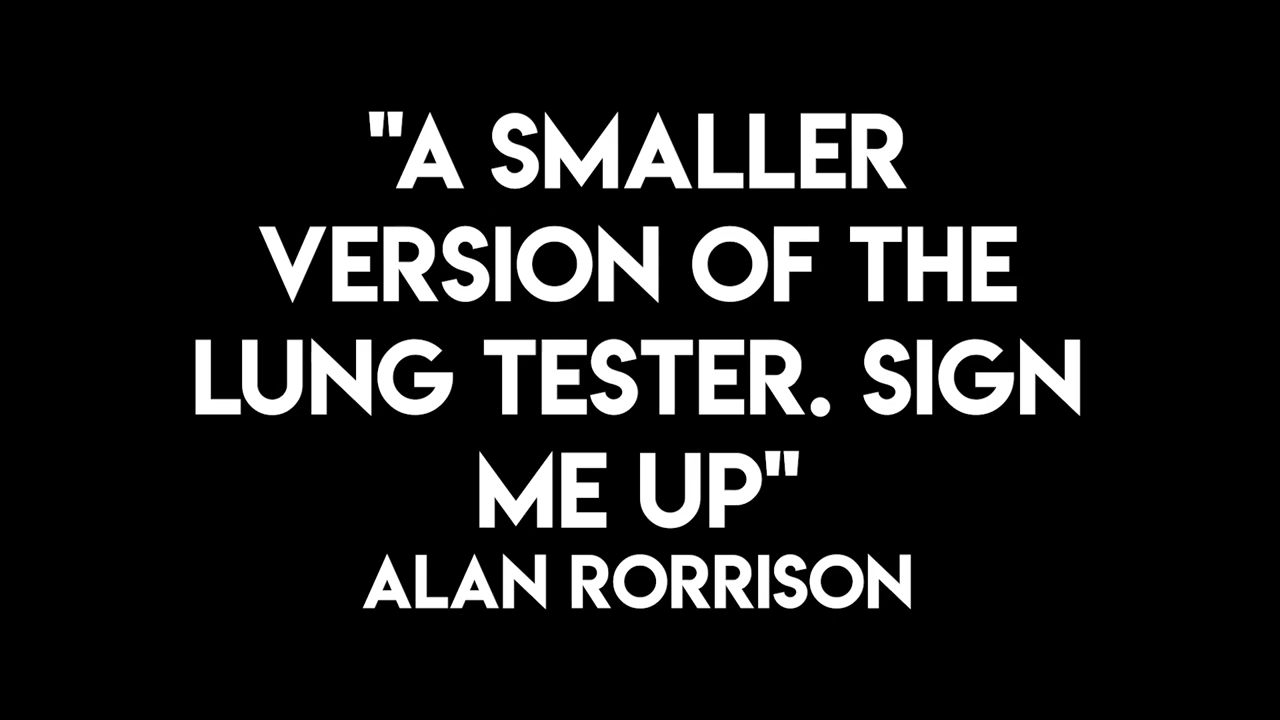 "A SMALLER
VERSION OF THE
LUNG TESTER. SIGN
ME UP"
ALAN RORRISON